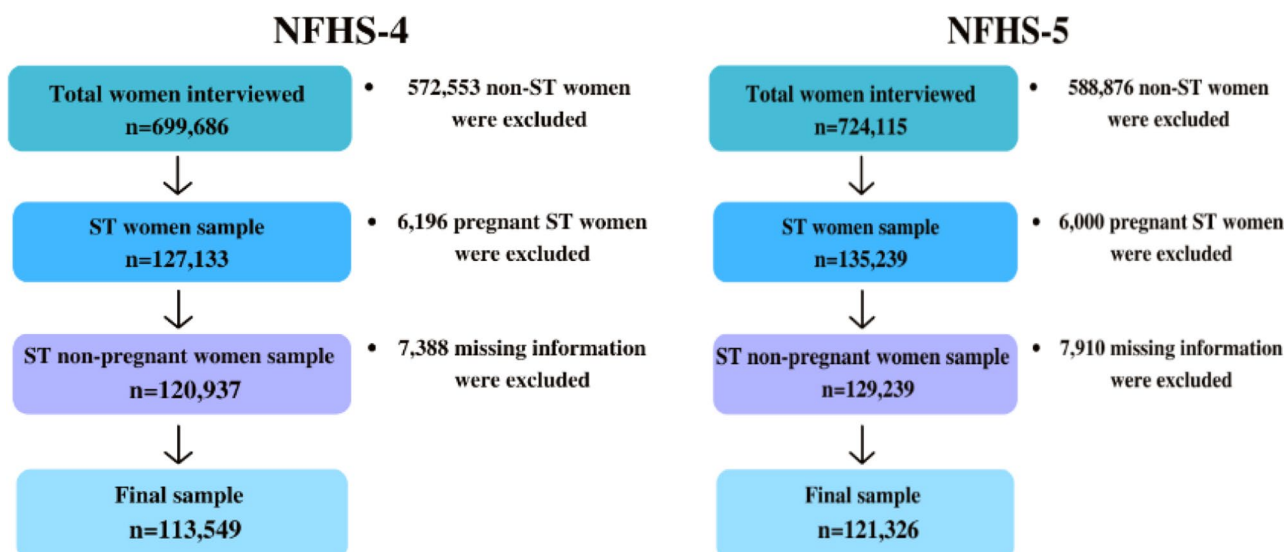 NFHS-4
Total women interviewed
n=699,686
• 572,553 non-ST women
were excluded
ST women sample
n=127,133
• 6,196 pregnant ST women
were excluded
ST non-pregnant women sample
n=120,937
• 7,388 missing information
were excluded
Final sample
n=113,549
NFHS-5
Total women interviewed
n=724,115
• 588,876 non-ST women
were excluded
ST women sample
n=135,239
• 6,000 pregnant ST women
were excluded
ST non-pregnant women sample
n=129,239
• 7,910 missing information
were excluded
Final sample
n=121,326